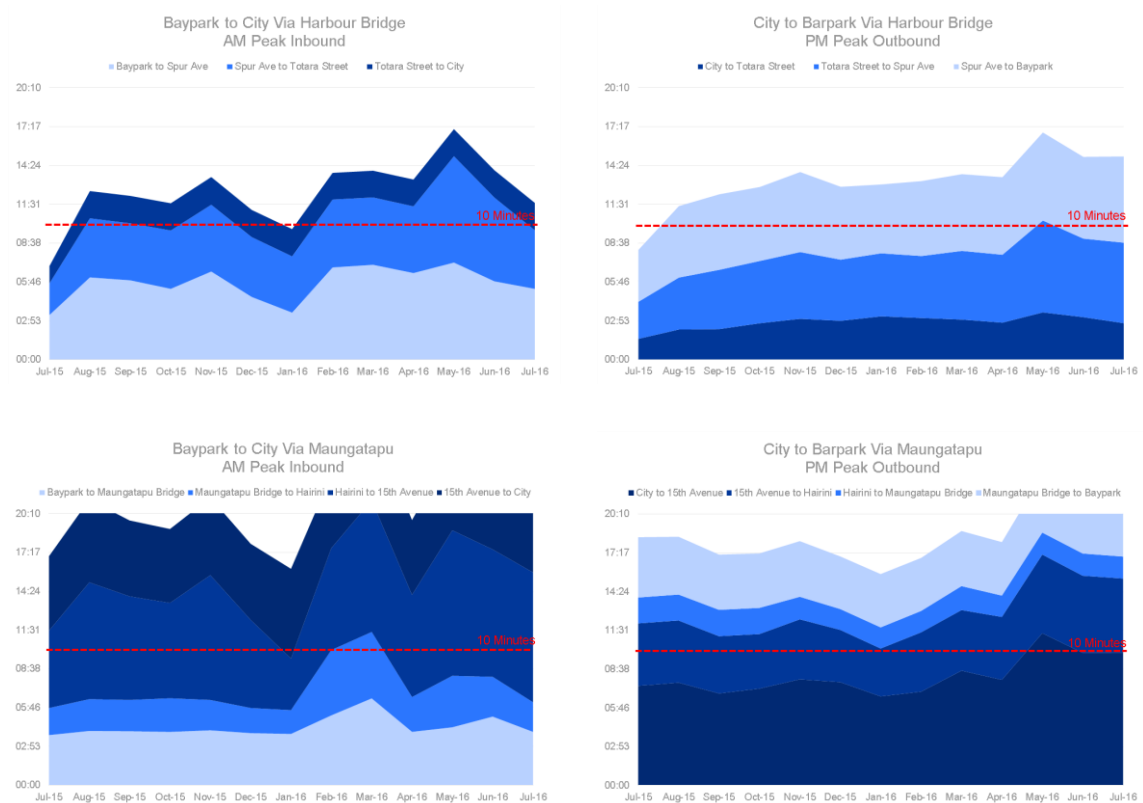 Baypark to City Via Harbour Bridge
AM Peak Inbound
Baypark to Spur Ave Spur Ave to Totara Street Totara Street to City
20:10
17:17
14:24
11:31
10 Minutes
08:38
05:46
02:53
00:00
Jul-15 Aug-15 Sep-15 Oct-15 Nov-15 Dec-15 Jan-16 Feb-16 Mar-16 Apr-16 May-16 Jun-16 Jul-16
City to Barpark Via Harbour Bridge
PM Peak Outbound
City to Totara Street Totara Street to Spur Ave Spur Ave to Baypark
20:10
17:17
14:24
11:31
10 Minutes
08:38
05:46
02:53
00:00
Jul-15 Aug-15 Sep-15 Oct-15 Nov-15 Dec-15 Jan-16 Feb-16 Mar-16 Apr-16 May-16 Jun-16 Jul-16
Baypark to City Via Maungatapu
AM Peak Inbound
Baypark to Maungatapu Bridge Maungatapu Bridge to Hairini Hairini to 15th Avenue 15th Avenue to City
20:10
17:17
14:24
11:31
10 Minutes
08:38
05:46
02:53
00:00
Jul-15 Aug-15 Sep-15 Oct-15 Nov-15 Dec-15 Jan-16 Feb-16 Mar-16 Apr-16 May-16 Jun-16 Jul-16
City to Barpark Via Maungatapu
PM Peak Outbound
City to 15th Avenue 15th Avenue to Hairini Hairini to Maungatapu Bridge Maungatapu Bridge to Baypark
20:10
17:17
14:24
11:31
10 Minutes
08:38
05:46
02:53
00:00
Jul-15 Aug-15 Sep-15 Oct-15 Nov-15 Dec-15 Jan-16 Feb-16 Mar-16 Apr-16 May-16 Jun-16 Jul-16